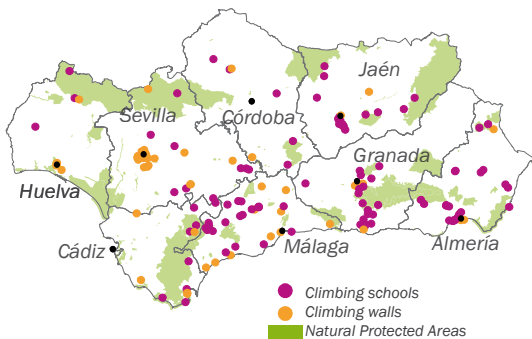 Jaén
Sevilla
Córdoba
Granada
Huelva
Cádiz
Málaga
Almería
Climbing schools
Climbing walls
Natural Protected Areas